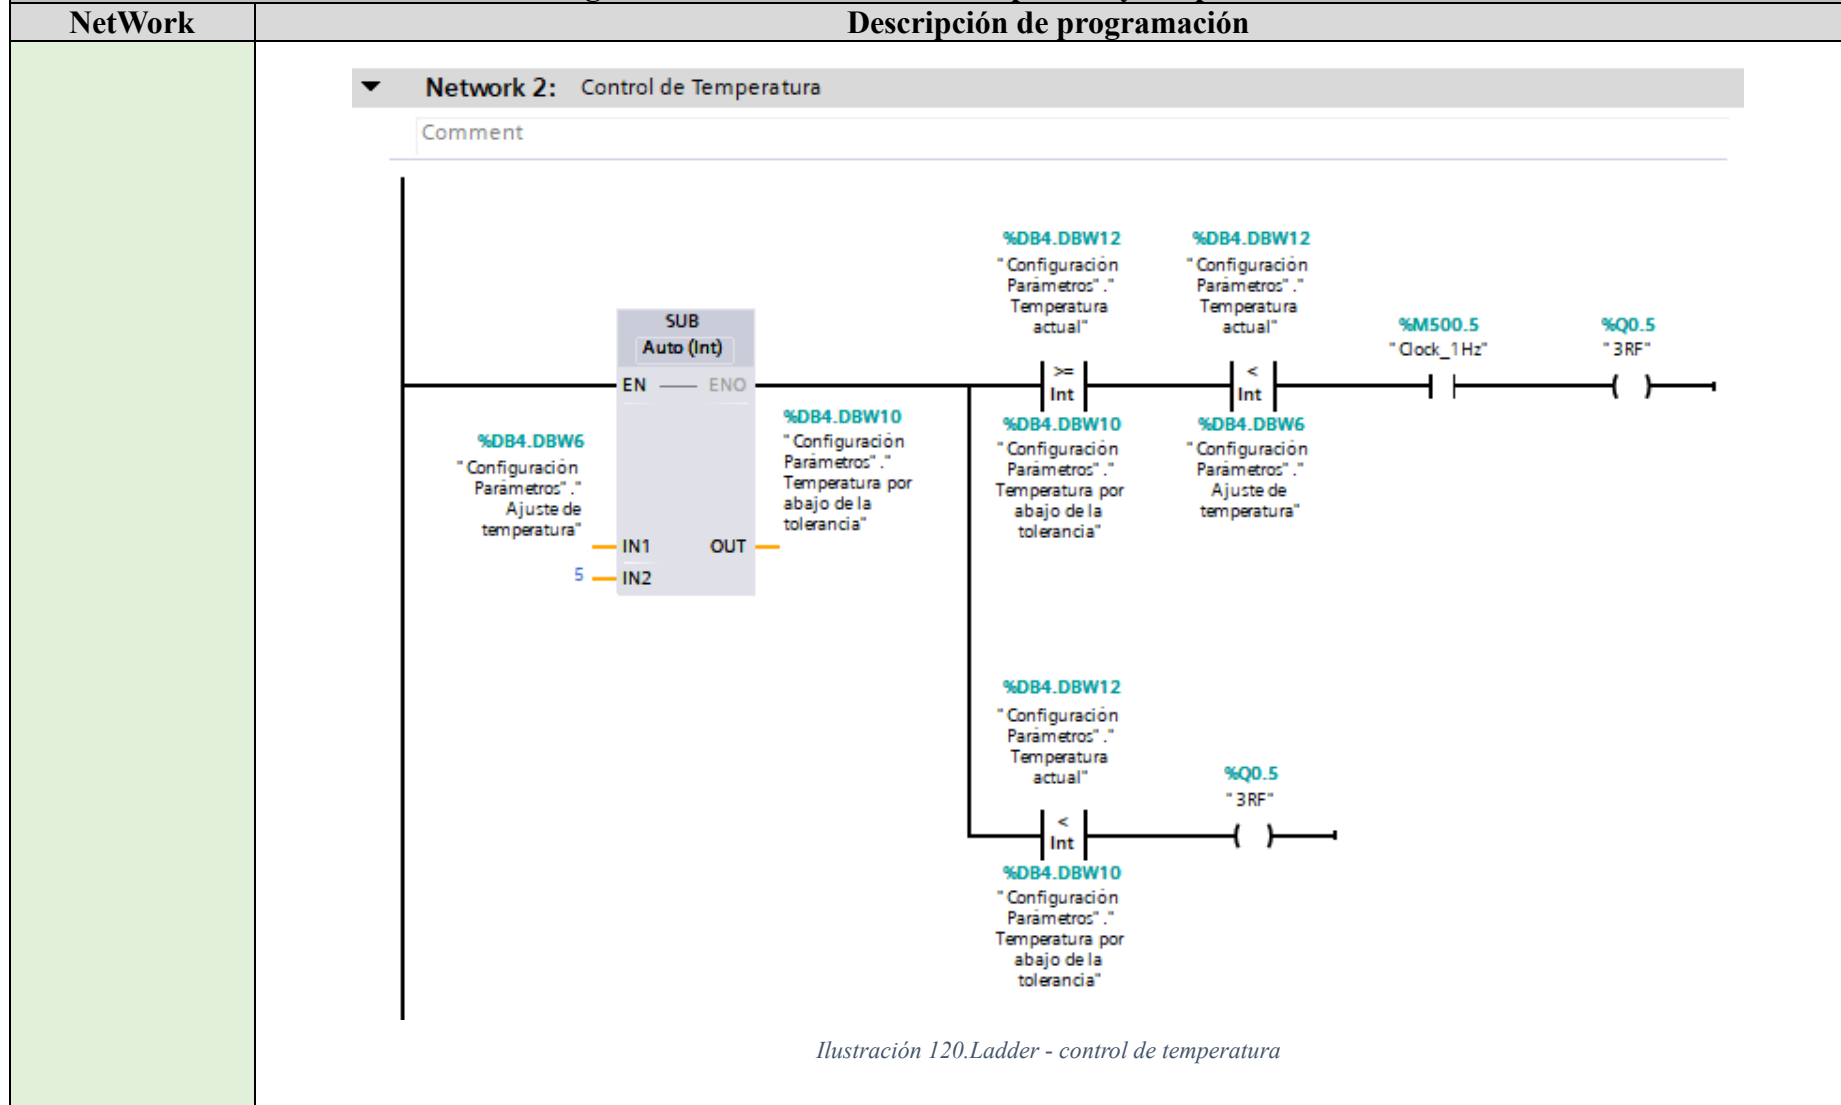 NetWork
Descripción de programación
Network 2: Control de Temperatura
Comment
%DB4.DBW12
"Configuración
Parámetros"."
Temperatura
actual"
%DB4.DBW12
"Configuración
Parámetros"."
Temperatura
actual"
SUB
Auto (Int)
%M500.5
"Clock_1Hz"
%Q0.5
"3RF"
EN
ENO
>=
Int
<
Int
%DB4.DBW6
"Configuración
Parámetros"."
Ajuste de
temperatura"
%DB4.DBW10
"Configuración
Parámetros"."
Temperatura por
abajo de la
tolerancia"
%DB4.DBW10
"Configuración
Parámetros"."
Temperatura por
abajo de la
tolerancia"
%DB4.DBW6
"Configuración
Parámetros"."
Ajuste de
temperatura"
IN1
OUT
5
IN2
%DB4.DBW12
"Configuración
Parámetros"."
Temperatura
actual"
%Q0.5
"3RF"
<
Int
%DB4.DBW10
"Configuración
Parámetros"."
Temperatura por
abajo de la
tolerancia"
Ilustración 120.Ladder - control de temperatura